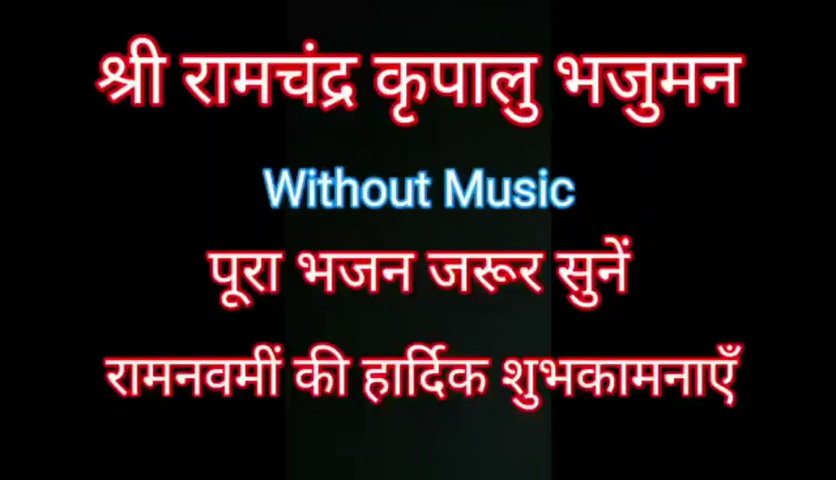 श्री रामचंद्र कृपालु भजुमन
Without Music
पूरा भजन जरूर सुनें
रामनवमीं की हार्दिक शुभकामनाएँ